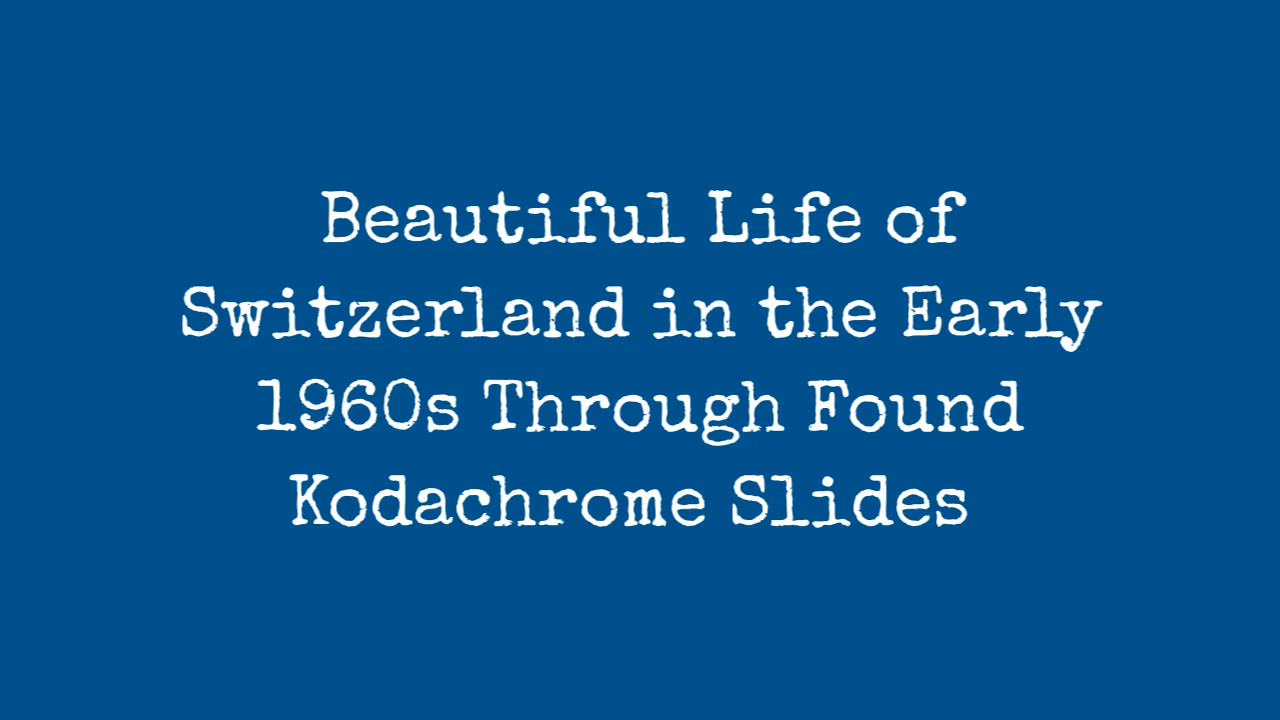 Beautiful Life of
Switzerland in the Early
1960s Through Found
Kodachrome Slides